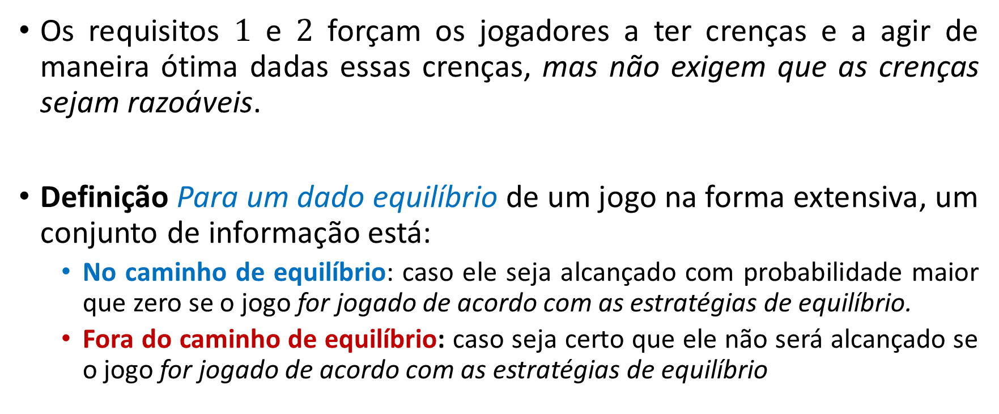 • Os requisitos 1 e 2 forçam os jogadores a ter crenças e a agir de
maneira ótima dadas essas crenças, mas não exigem que as crenças
sejam razoáveis.
• Definição Para um dado equilíbrio de um jogo na forma extensiva, um
conjunto de informação está:
• No caminho de equilíbrio: caso ele seja alcançado com probabilidade maior
que zero se o jogo for jogado de acordo com as estratégias de equilíbrio.
• Fora do caminho de equilíbrio: caso seja certo que ele não será alcançado se
o jogo for jogado de acordo com as estratégias de equilíbrio